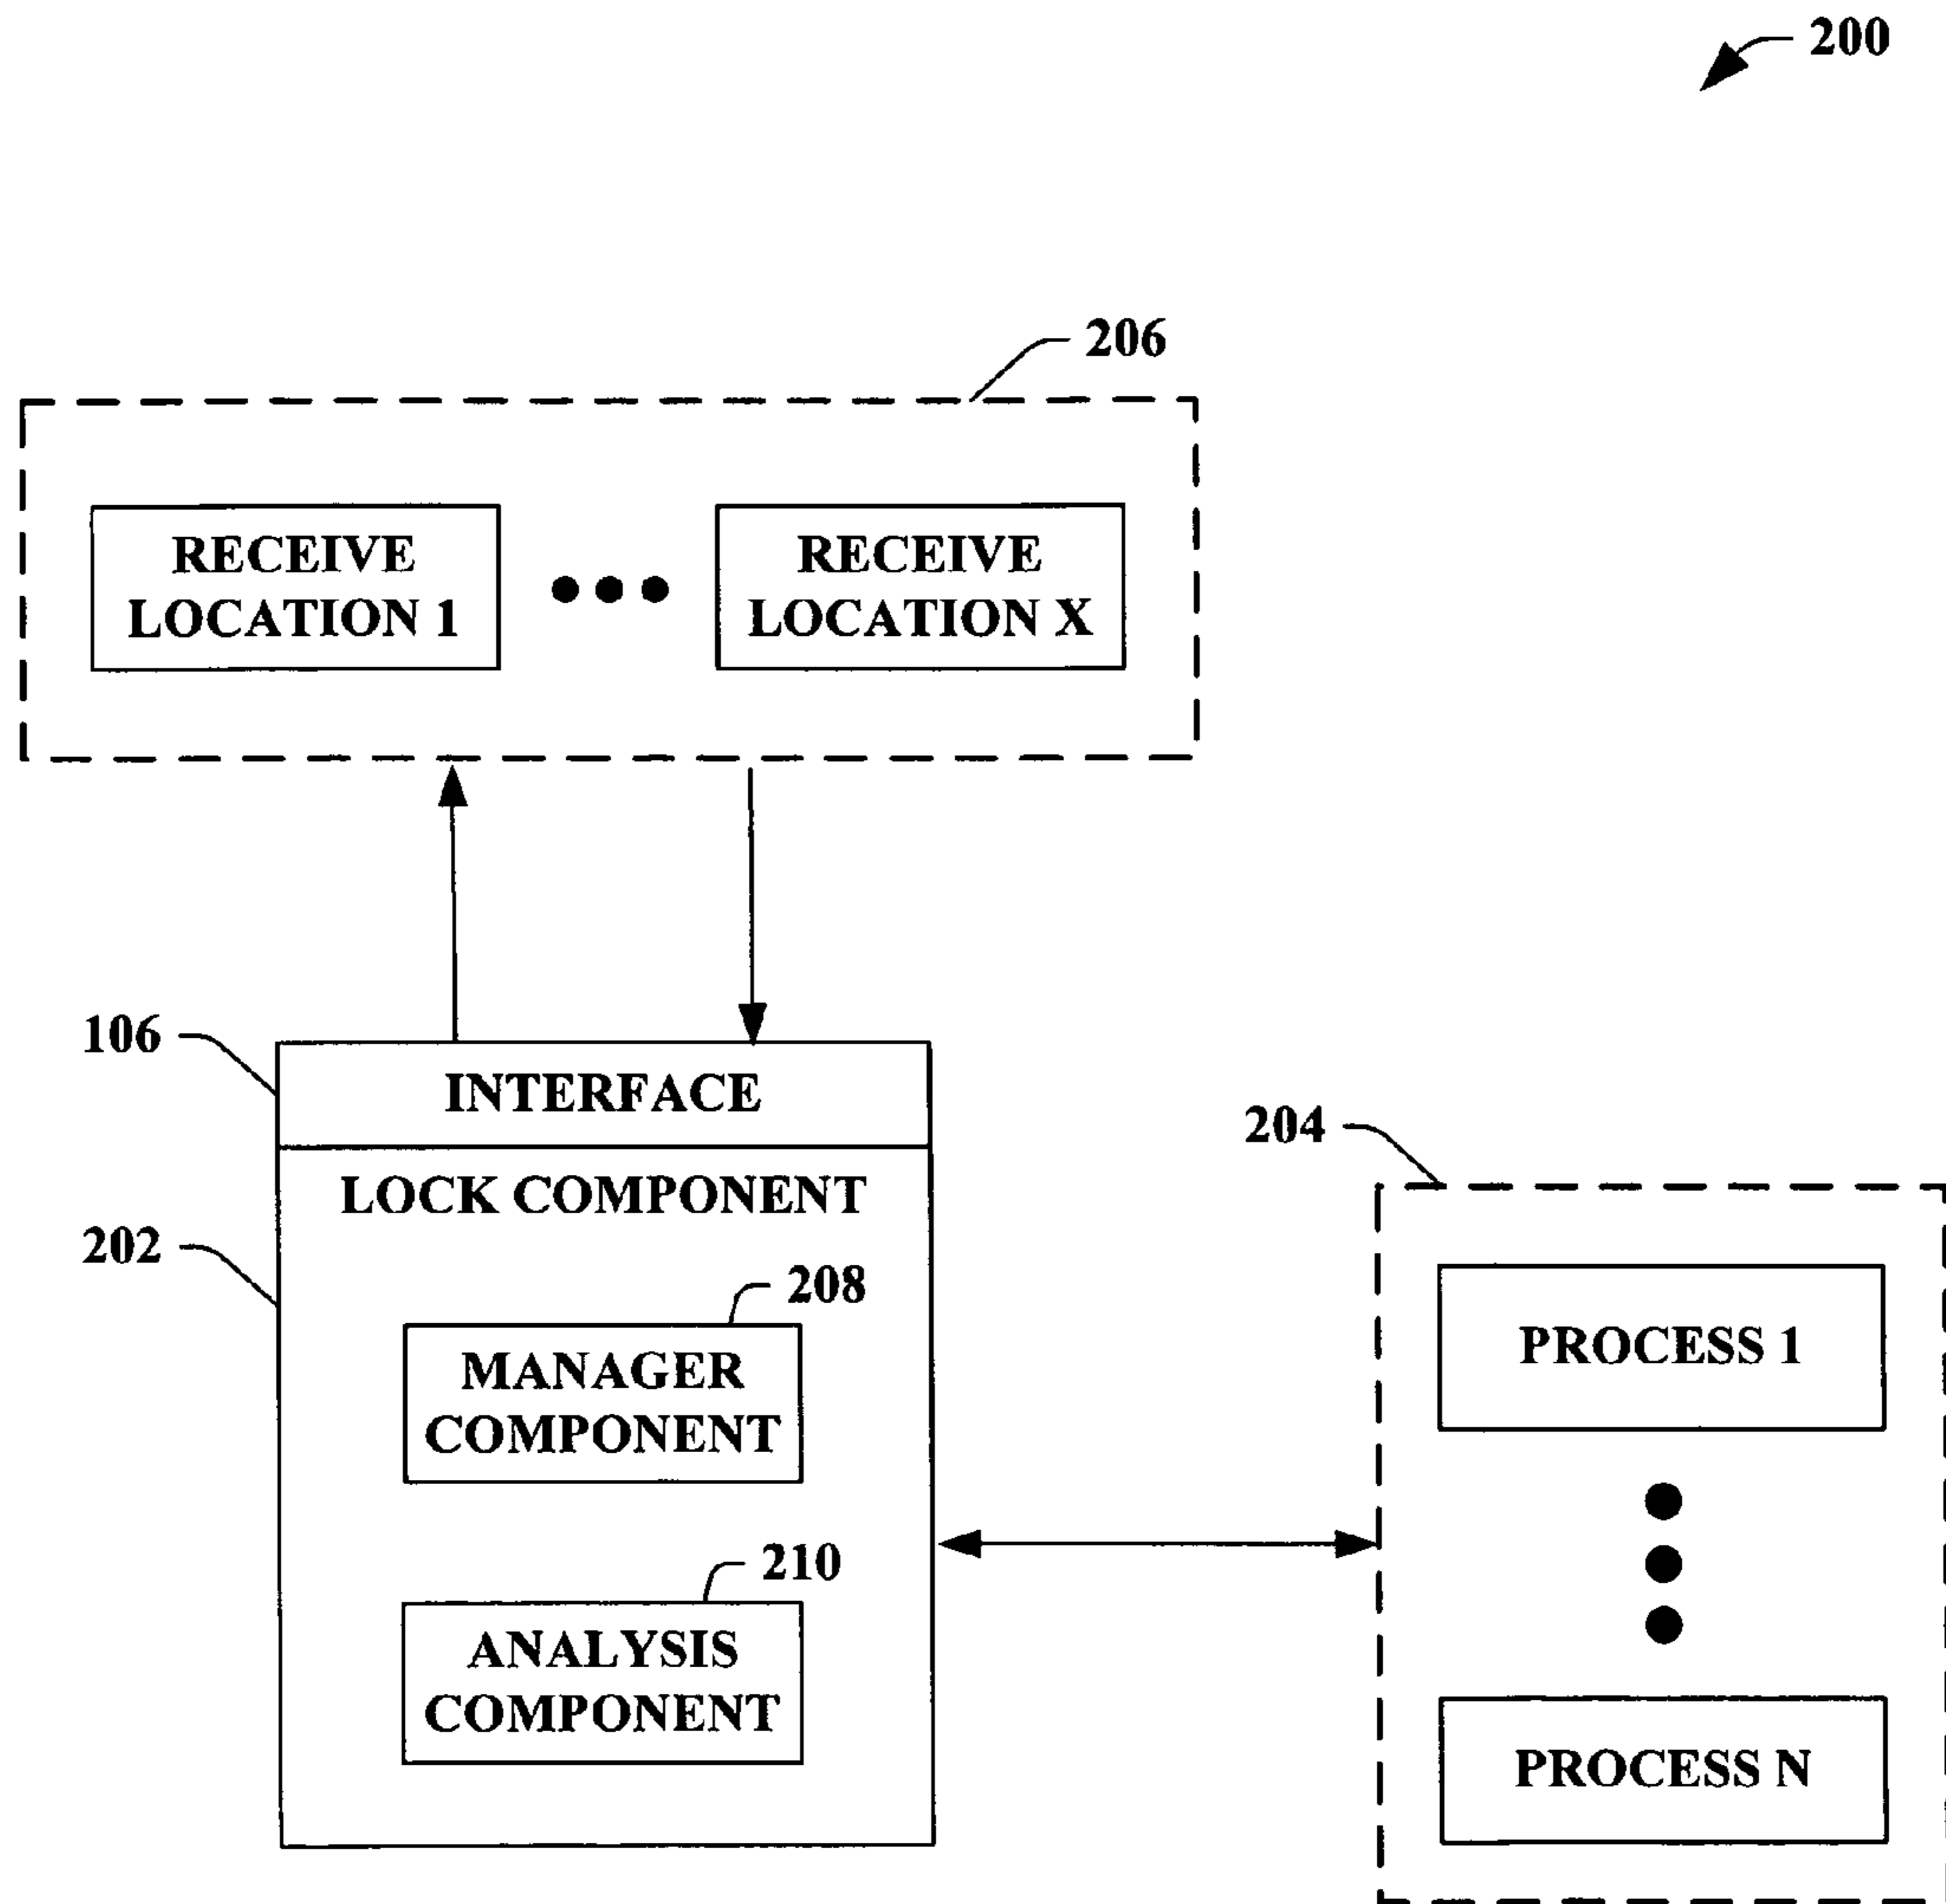 200
206
RECEIVE
LOCATION 1
RECEIVE
LOCATION X
106
INTERFACE
204
LOCK COMPONENT
202
208
MANAGER
COMPONENT
PROCESS 1
210
ANALYSIS
COMPONENT
PROCESS N